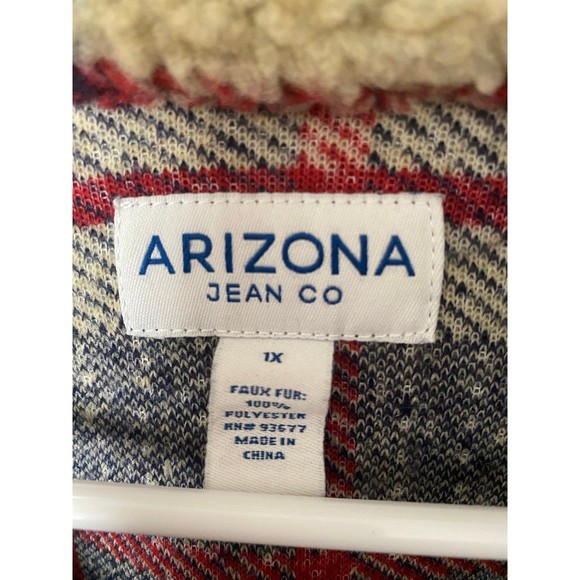 ARIZONA
JEAN CO
1X
FAUX FUR:
100%
POLYESTER
RN# 93677
MADE IN
CHINA